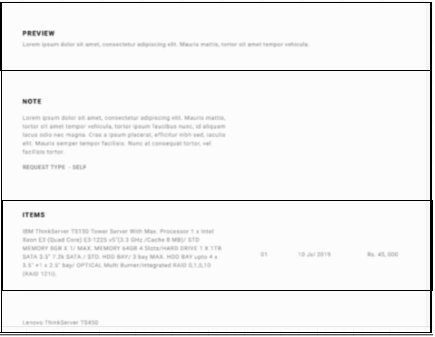 PREVIEW
Lorem ipsum dolor sit amet, consectetur adipiscing elit. Mauris mattis, tortor sit amet tempor vehicula.
NOTE
Lorem ipsum dolor sit amet, consectetur adipiscing elit. Mauris mattis,
tortor sit amet tempor vehicula, tortor ipsum faucibus nunc, id aliquam
lacus odio nec magna. Cras a ipsum placerat, efficitur nibh sed, iaculis
elit. Mauris semper tempor facilisis. Nunc at consequat tortor, vel
facilisis tortor.
REQUEST TYPE - SELF
ITEMS
IBM ThinkServer TS150 Tower Server With Max. Processor 1 x Intel
Xeon E3 (Quad Core) E3-1225 v5"(3.3 GHz /Cache 8 MB)/ STD
MEMORY 8GB X 1/ MAX. MEMORY 64GB 4 Slots/HARD DRIVE 1 X 1TB
SATA 3.5" 7.2k SATA / STD. HDD BAY/ 3 bay MAX. HDD BAY upto 4 x
3.5" +1 x 2.5" bay/ OPTICAL Multi Burner/Integrated RAID 0,1,5,10
(RAID 121i).
01
10 Jul 2019
Rs. 45, 000
Lenovo ThinkServer TS450